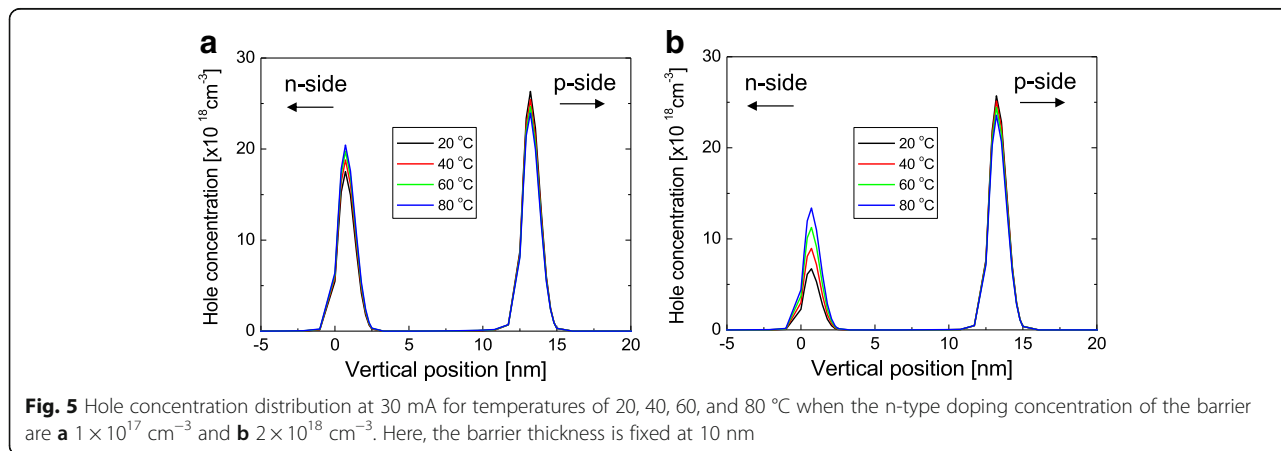 a
30
20
10
0
-5
0
5
10
15
20
Hole concentration [x10 18cm-3]
Vertical position [nm]
n-side
p-side
20 °C
40 °C
60 °C
80 °C
b
30
20
10
0
-5
0
5
10
15
20
Hole concentration [x10 18cm-3]
Vertical position [nm]
n-side
p-side
20 °C
40 °C
60 °C
80 °C
Fig. 5 Hole concentration distribution at 30 mA for temperatures of 20, 40, 60, and 80 °C when the n-type doping concentration of the barrier
are a 1 × 10¹⁷ cm⁻³ and b 2 × 10¹⁸ cm⁻³. Here, the barrier thickness is fixed at 10 nm